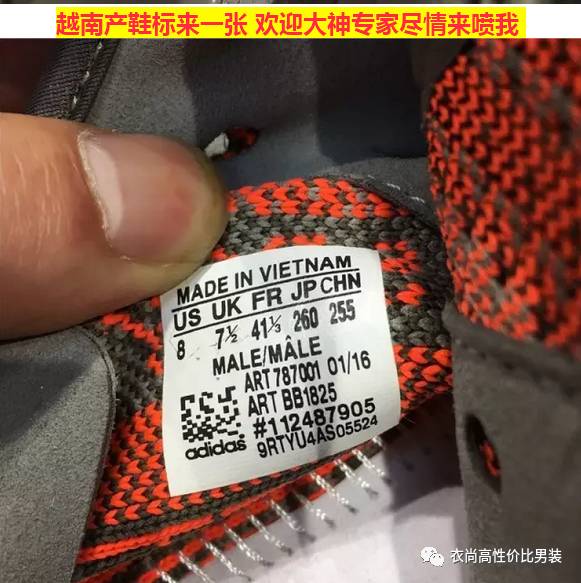 越南产鞋标来一张 欢迎大神专家尽情来喷我
MADE IN VIETNAM
US UK FR JP CHN
8 7½ 41⅓ 260 255
MALE/MÂLE
ART 787001 01/16
ART BB1825
#112487905
adidas 9RTYU4AS05524
衣尚高性价比男装